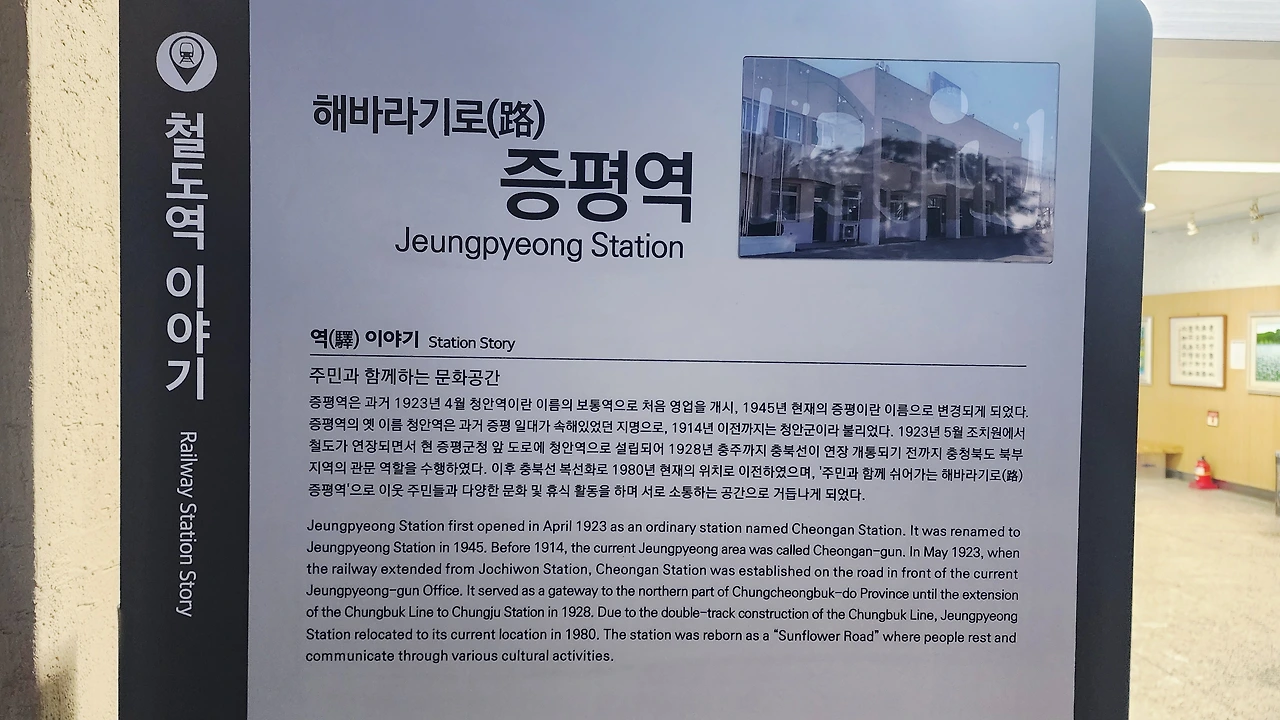 철도역 이야기
Railway Station Story
해바라기로(路)
증평역
Jeungpyeong Station
역(驛) 이야기 Station Story
주민과 함께하는 문화공간
증평역은 과거 1923년 4월 청안역이란 이름의 보통역으로 처음 영업을 개시, 1945년 현재의 증평이란 이름으로 변경되게 되었다.
증평역의 옛 이름 청안역은 과거 증평 일대가 속해있었던 지명으로, 1914년 이전까지는 청안군이라 불리었다. 1923년 5월 조치원에서
철도가 연장되면서 현 증평군청 앞 도로에 청안역으로 설립되어 1928년 충주까지 충북선이 연장 개통되기 전까지 충청북도 북부
지역의 관문 역할을 수행하였다. 이후 충북선 복선화로 1980년 현재의 위치로 이전하였으며, '주민과 함께 쉬어가는 해바라기로(路)
증평역'으로 이웃 주민들과 다양한 문화 및 휴식 활동을 하며 서로 소통하는 공간으로 거듭나게 되었다.
Jeungpyeong Station first opened in April 1923 as an ordinary station named Cheongan Station. It was renamed to
Jeungpyeong Station in 1945. Before 1914, the current Jeungpyeong area was called Cheongan-gun. In May 1923, when
the railway extended from Jochiwon Station, Cheongan Station was established on the road in front of the current
Jeungpyeong-gun Office. It served as a gateway to the northern part of Chungcheongbuk-do Province until the extension
of the Chungbuk Line to Chungju Station in 1928. Due to the double-track construction of the Chungbuk Line, Jeungpyeong
Station relocated to its current location in 1980. The station was reborn as a “Sunflower Road” where people rest and
communicate through various cultural activities.